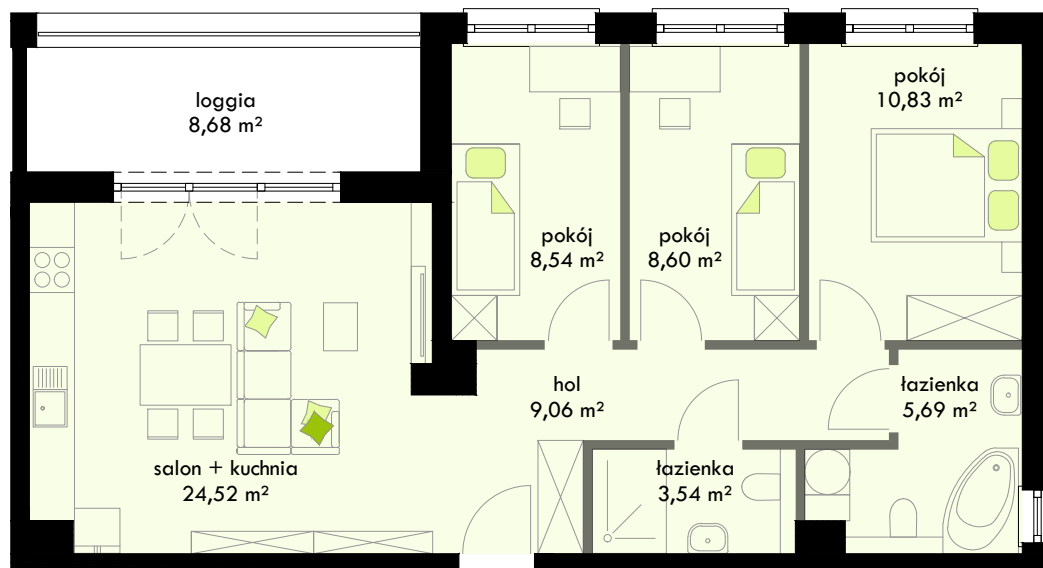 loggia
8,68 m²
pokój
10,83 m²
pokój
8,54 m²
pokój
8,60 m²
hol
9,06 m²
łazienka
5,69 m²
salon + kuchnia
24,52 m²
łazienka
3,54 m²